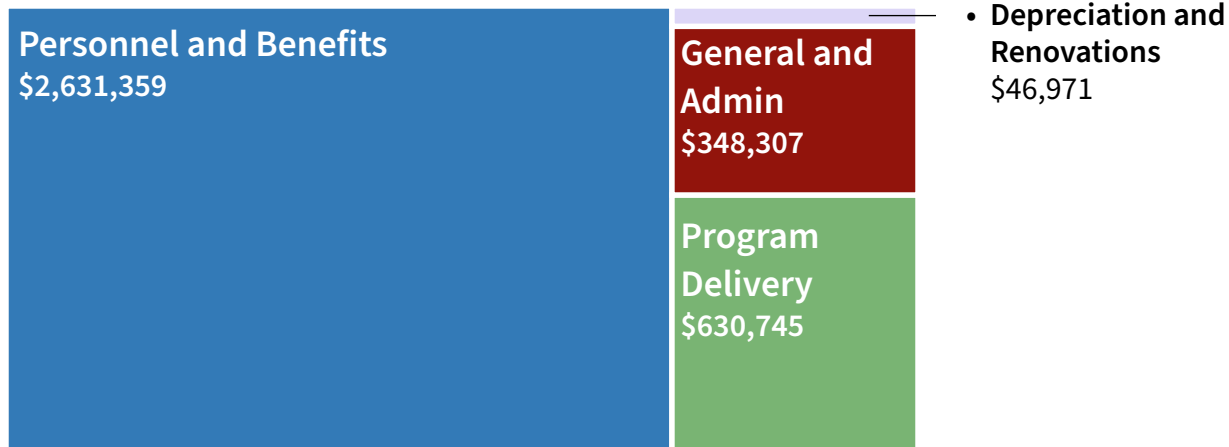 Personnel and Benefits
$2,631,359
General and
Admin
$348,307
Program
Delivery
$630,745
• Depreciation and
Renovations
$46,971